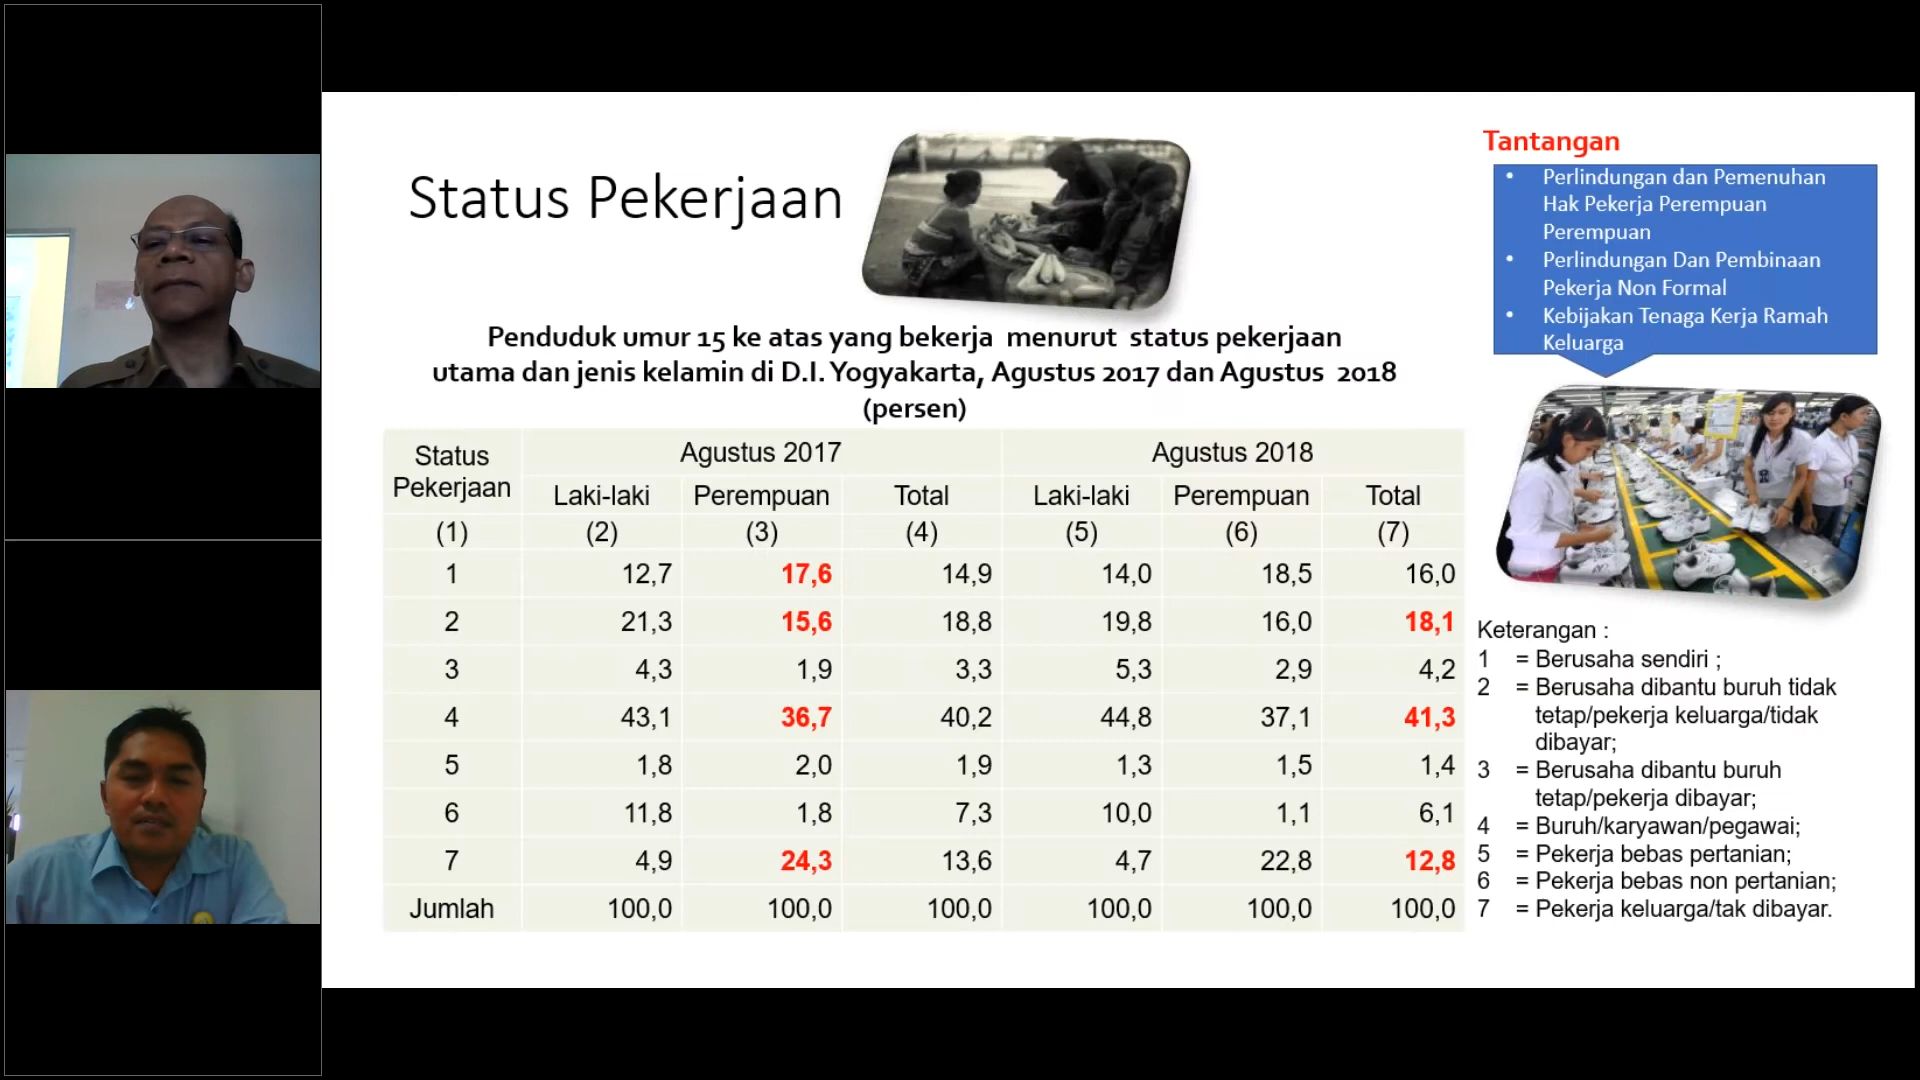 Status Pekerjaan
Penduduk umur 15 ke atas yang bekerja menurut status pekerjaan
utama dan jenis kelamin di D.I. Yogyakarta, Agustus 2017 dan Agustus 2018
(persen)
Status Pekerjaan Agustus 2017 Agustus 2018
Laki-laki Perempuan Total Laki-laki Perempuan Total
(1) (2) (3) (4) (5) (6) (7)
1 12,7 17,6 14,9 14,0 18,5 16,0
2 21,3 15,6 18,8 19,8 16,0 18,1
3 4,3 1,9 3,3 5,3 2,9 4,2
4 43,1 36,7 40,2 44,8 37,1 41,3
5 1,8 2,0 1,9 1,3 1,5 1,4
6 11,8 1,8 7,3 10,0 1,1 6,1
7 4,9 24,3 13,6 4,7 22,8 12,8
Jumlah 100,0 100,0 100,0 100,0 100,0 100,0
Tantangan
• Perlindungan dan Pemenuhan
Hak Pekerja Perempuan
Perempuan
• Perlindungan Dan Pembinaan
Pekerja Non Formal
• Kebijakan Tenaga Kerja Ramah
Keluarga
Keterangan :
1 = Berusaha sendiri ;
2 = Berusaha dibantu buruh tidak
tetap/pekerja keluarga/tidak
dibayar;
3 = Berusaha dibantu buruh
tetap/pekerja dibayar;
4 = Buruh/karyawan/pegawai;
5 = Pekerja bebas pertanian;
6 = Pekerja bebas non pertanian;
7 = Pekerja keluarga/tak dibayar.